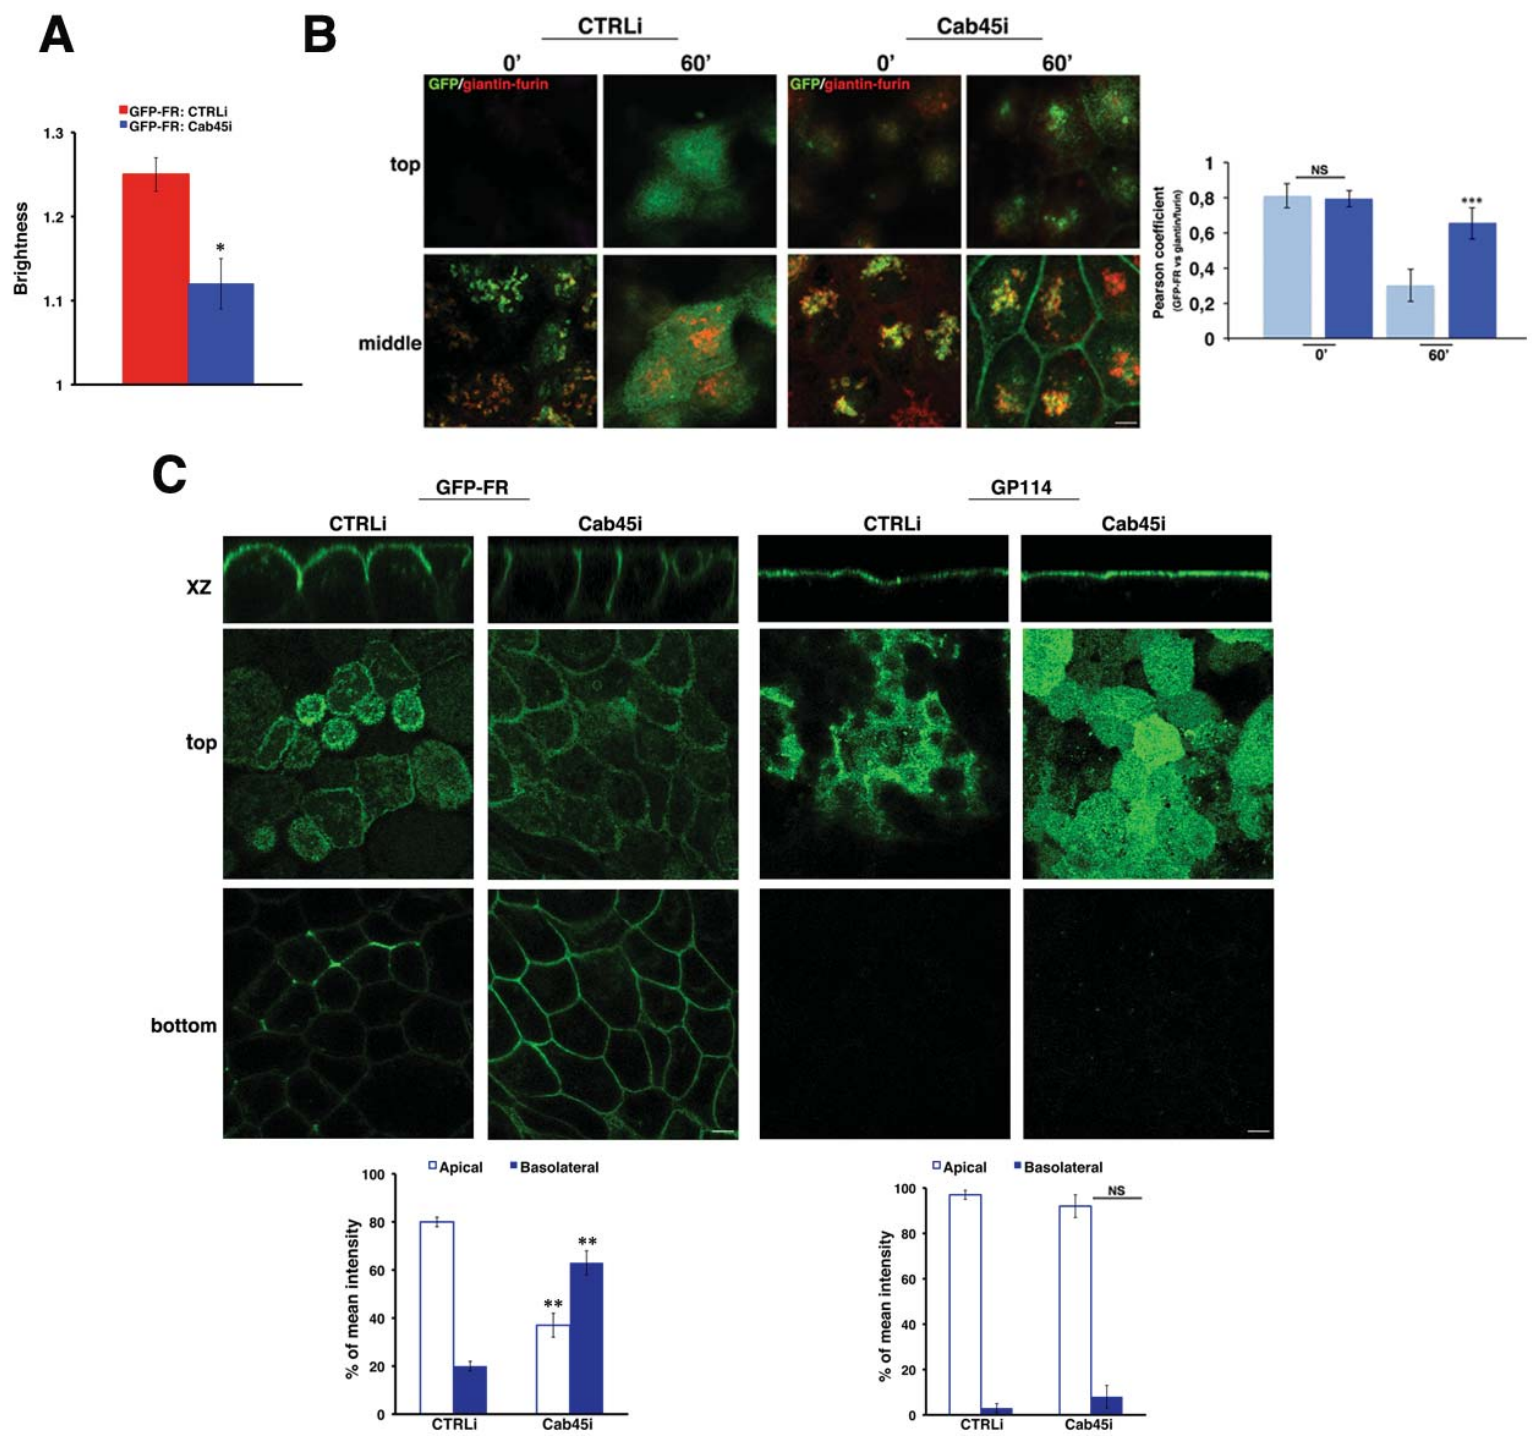 A
GFP-FR: CTRLi
GFP-FR: Cab45i
Brightness
1.3
1.2
1.1
1
*
B
CTRLi
Cab45i
0’
60’
0’
60’
GFP/giantin-furin
GFP/giantin-furin
top
middle
Pearson coefficient
(GFP-FR vs giantin/furin)
1
0,8
0,6
0,4
0,2
0
NS
***
0’
60’
C
GFP-FR
GP114
CTRLi
Cab45i
CTRLi
Cab45i
XZ
top
bottom
Apical
Basolateral
% of mean intensity
100
80
60
40
20
0
**
**
CTRLi
Cab45i
Apical
Basolateral
% of mean intensity
100
80
60
40
20
0
NS
CTRLi
Cab45i